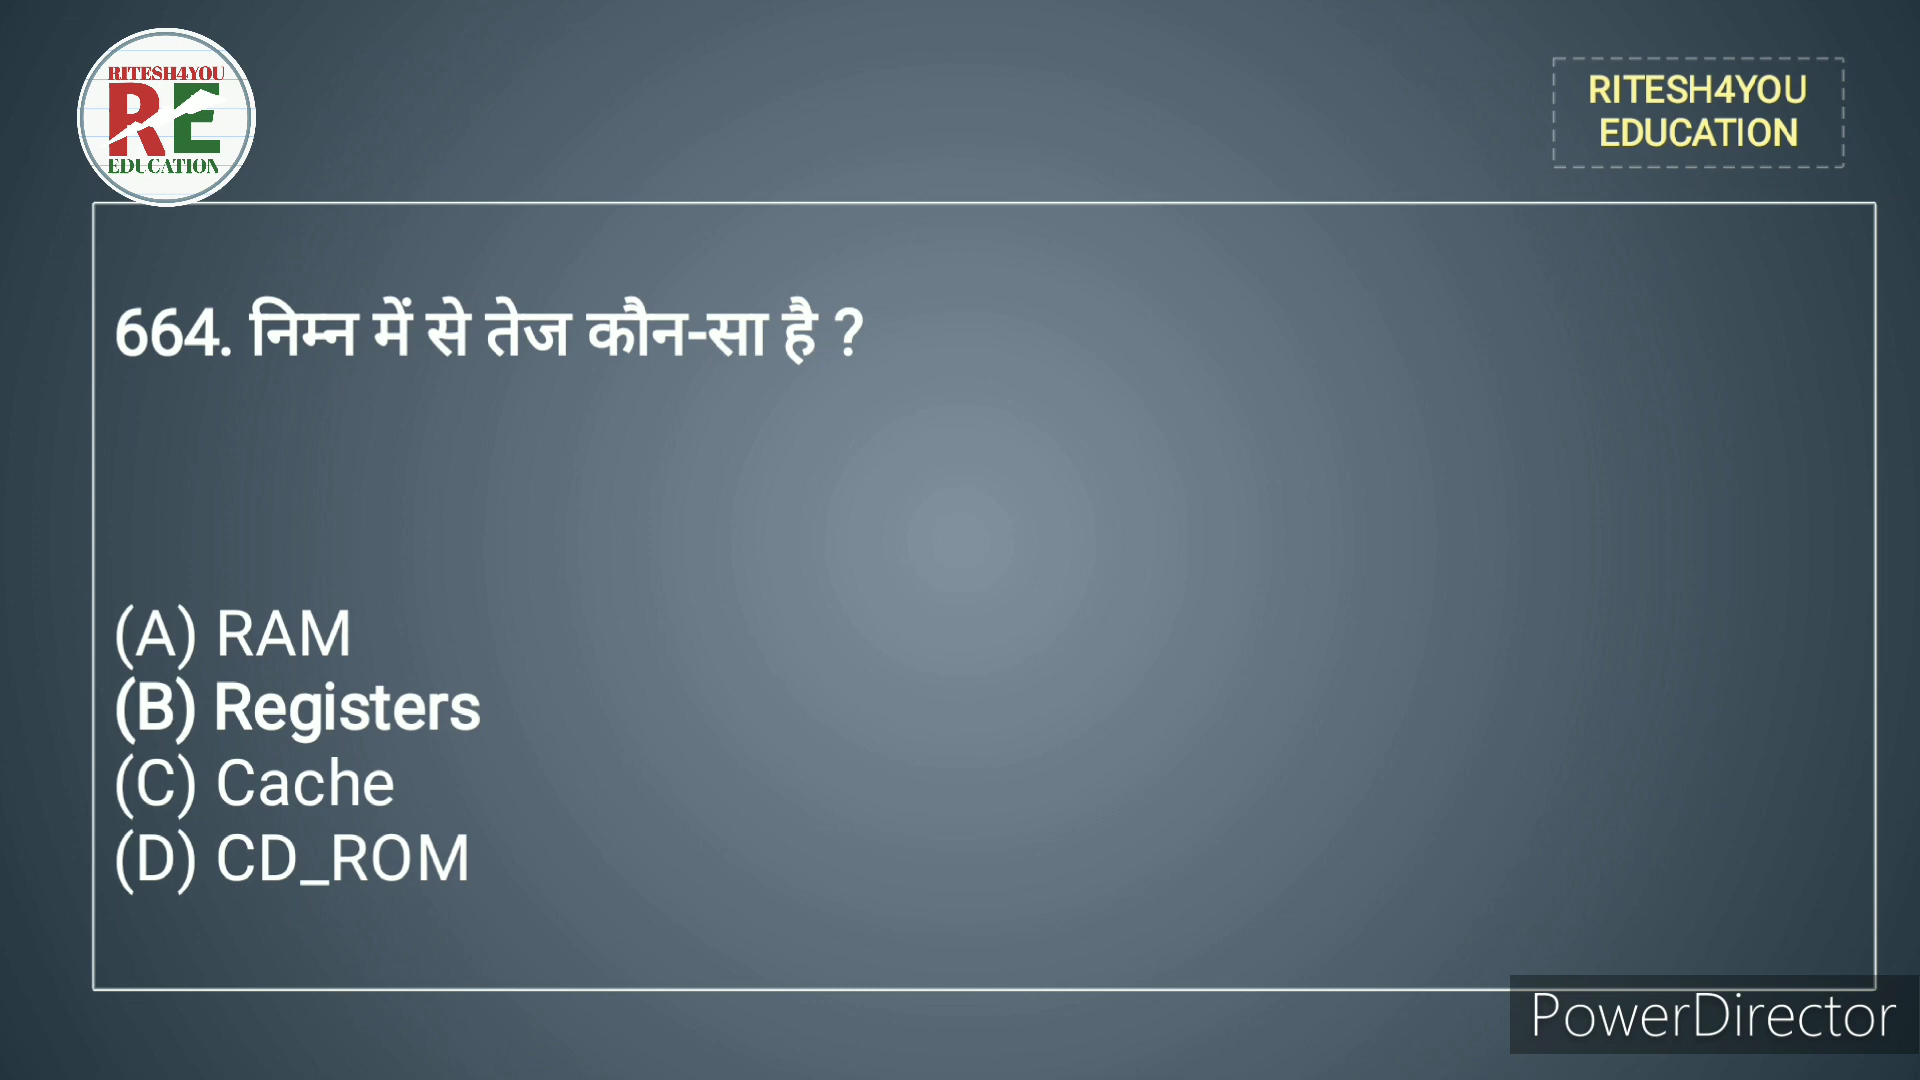 RITESH4YOU
RE
EDUCATION
RITESH4YOU
EDUCATION
664. निम्न में से तेज कौन-सा है ?
(A) RAM
(B) Registers
(C) Cache
(D) CD_ROM
PowerDirector